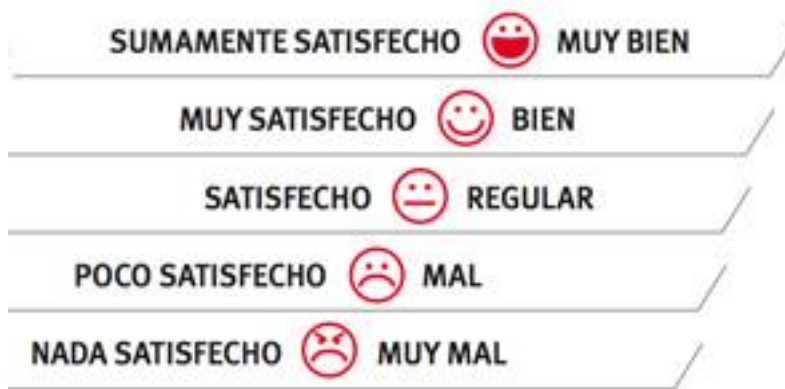 SUMAMENTE SATISFECHO MUY BIEN
MUY SATISFECHO BIEN
SATISFECHO REGULAR
POCO SATISFECHO MAL
NADA SATISFECHO MUY MAL